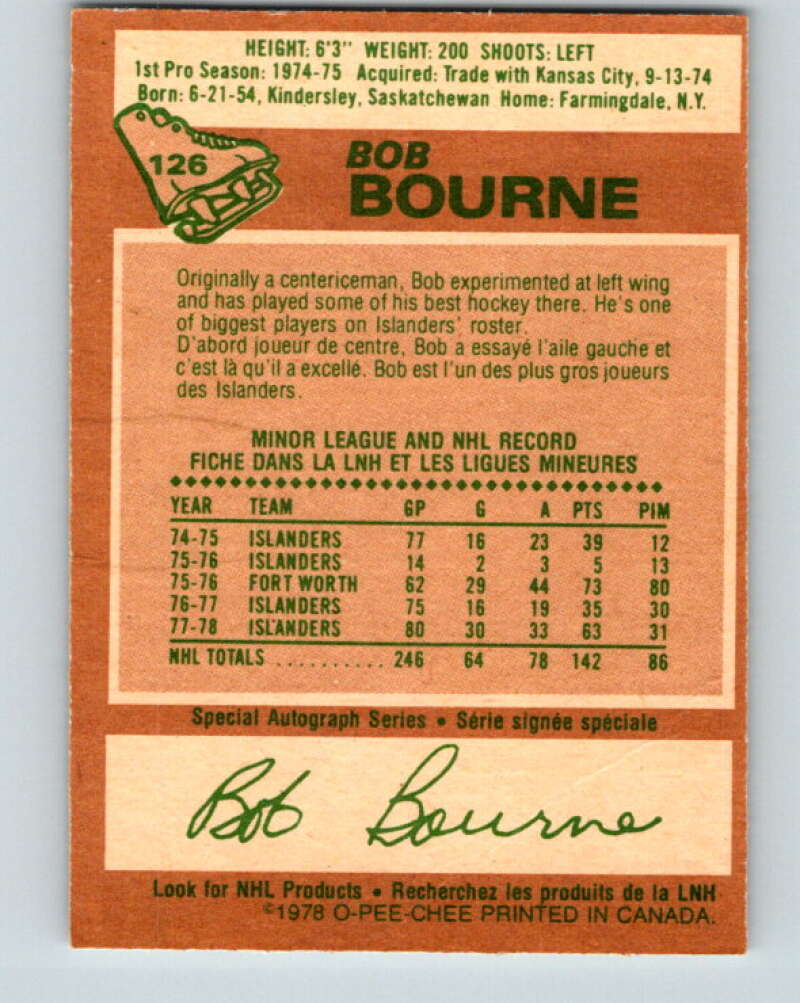 HEIGHT: 6'3" WEIGHT: 200 SHOOTS: LEFT
1st Pro Season: 1974-75 Acquired: Trade with Kansas City, 9-13-74
Born: 6-21-54, Kindersley, Saskatchewan Home: Farmingdale, N.Y.
126
BOB
BOURNE
Originally a centericeman, Bob experimented at left wing
and has played some of his best hockey there. He's one
of biggest players on Islanders' roster.
D'abord joueur de centre, Bob a essayé l'aile gauche et
c'est là qu'il a excellé. Bob est l'un des plus gros joueurs
des Islanders.
MINOR LEAGUE AND NHL RECORD
FICHE DANS LA LNH ET LES LIGUES MINEURES
YEAR TEAM GP G A PTS PIM
74-75 ISLANDERS 77 16 23 39 12
75-76 ISLANDERS 14 2 3 5 13
75-76 FORT WORTH 62 29 44 73 80
76-77 ISLANDERS 75 16 19 35 30
77-78 ISLANDERS 80 30 33 63 31
NHL TOTALS .......... 246 64 78 142 86
Special Autograph Series • Série signée spéciale
Bob Bourne
Look for NHL Products • Recherchez les produits de la LNH
©1978 O-PEE-CHEE PRINTED IN CANADA.